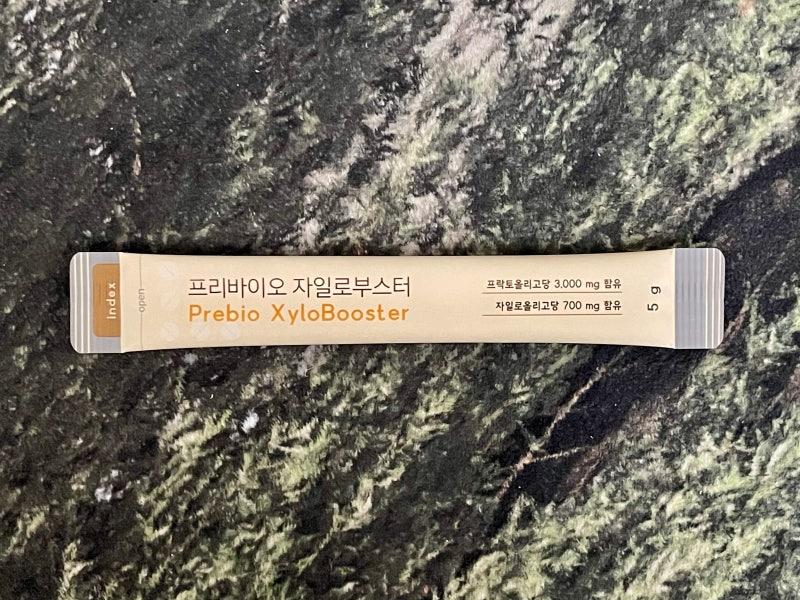 Index
open
프리바이오 자일로부스터
Prebio XyloBooster
프락토올리고당 3,000 mg 함유
자일로올리고당 700 mg 함유
5 g